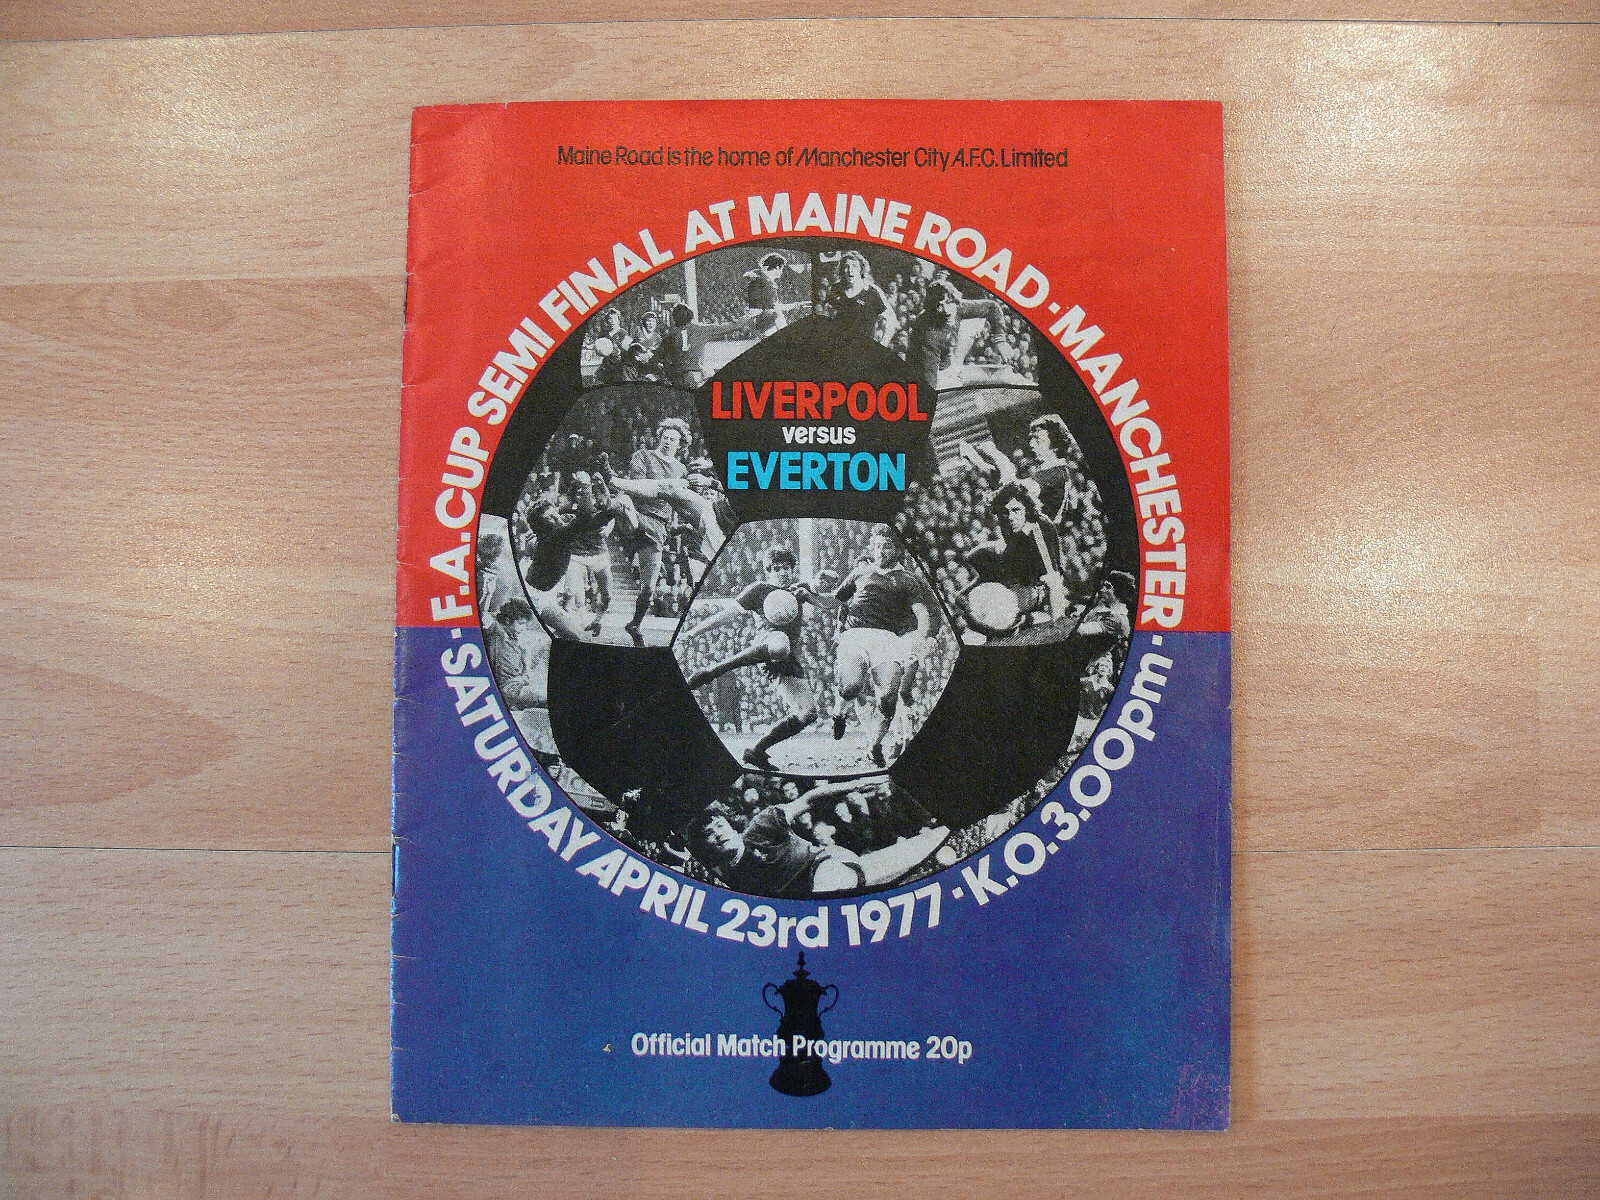 Maine Road is the home of Manchester City A.F.C. Limited
F.A. CUP SEMI FINAL AT MAINE ROAD · MANCHESTER ·
LIVERPOOL
versus
EVERTON
SATURDAY APRIL 23rd 1977 · K.O. 3.00pm ·
Official Match Programme 20p